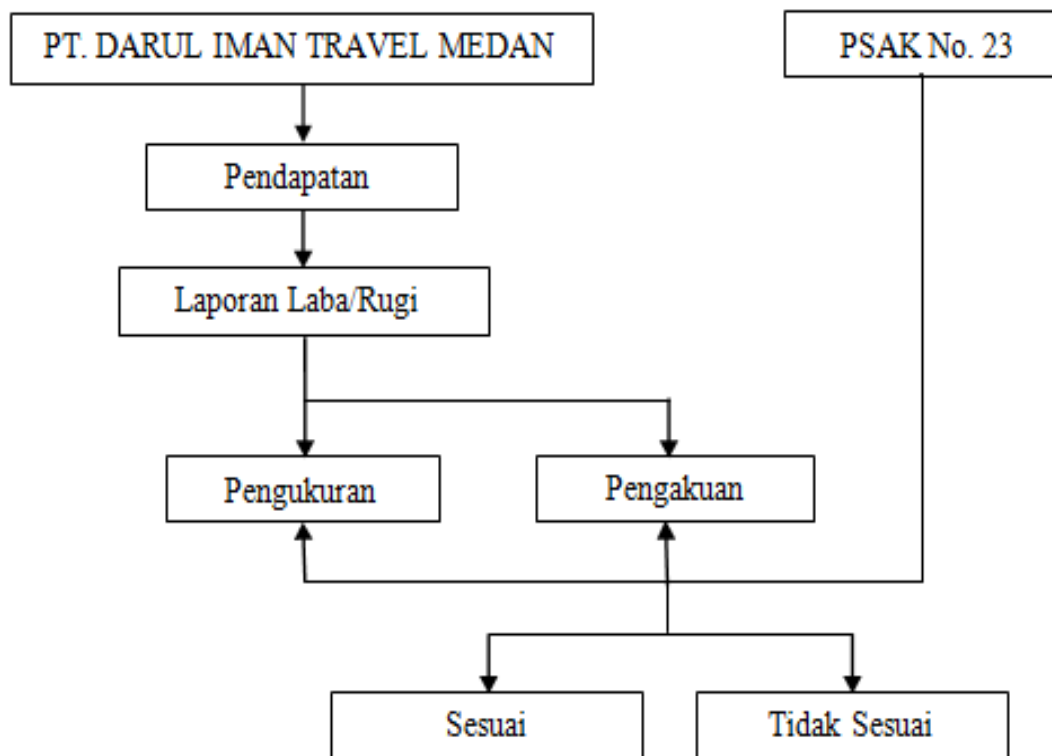 PT. DARUL IMAN TRAVEL MEDAN
PSAK No. 23
Pendapatan
Laporan Laba/Rugi
Pengukuran
Pengakuan
Sesuai
Tidak Sesuai